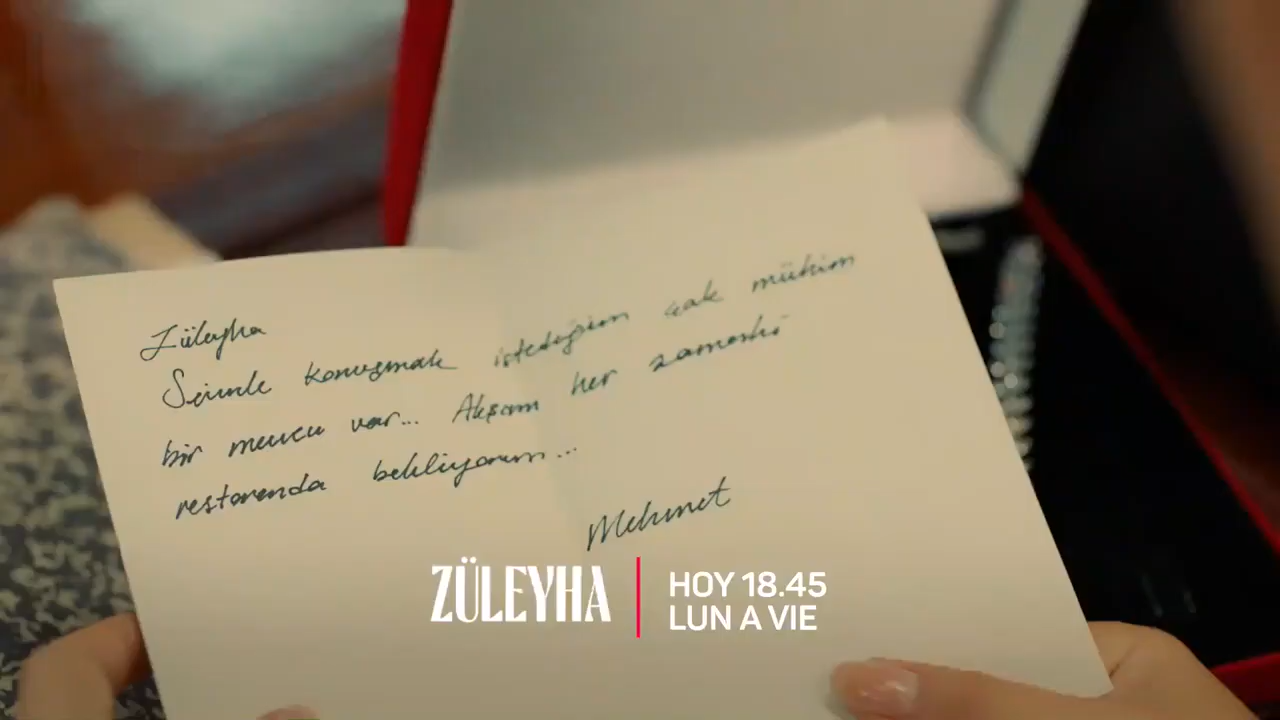 Züleyha
Seninle konuşmak istediğim çok mühim
bir mevzu var... Akşam her zamanki
restoranda bekliyorum...
Mehmet
ZÜLEYHA
HOY 18.45
LUN A VIE